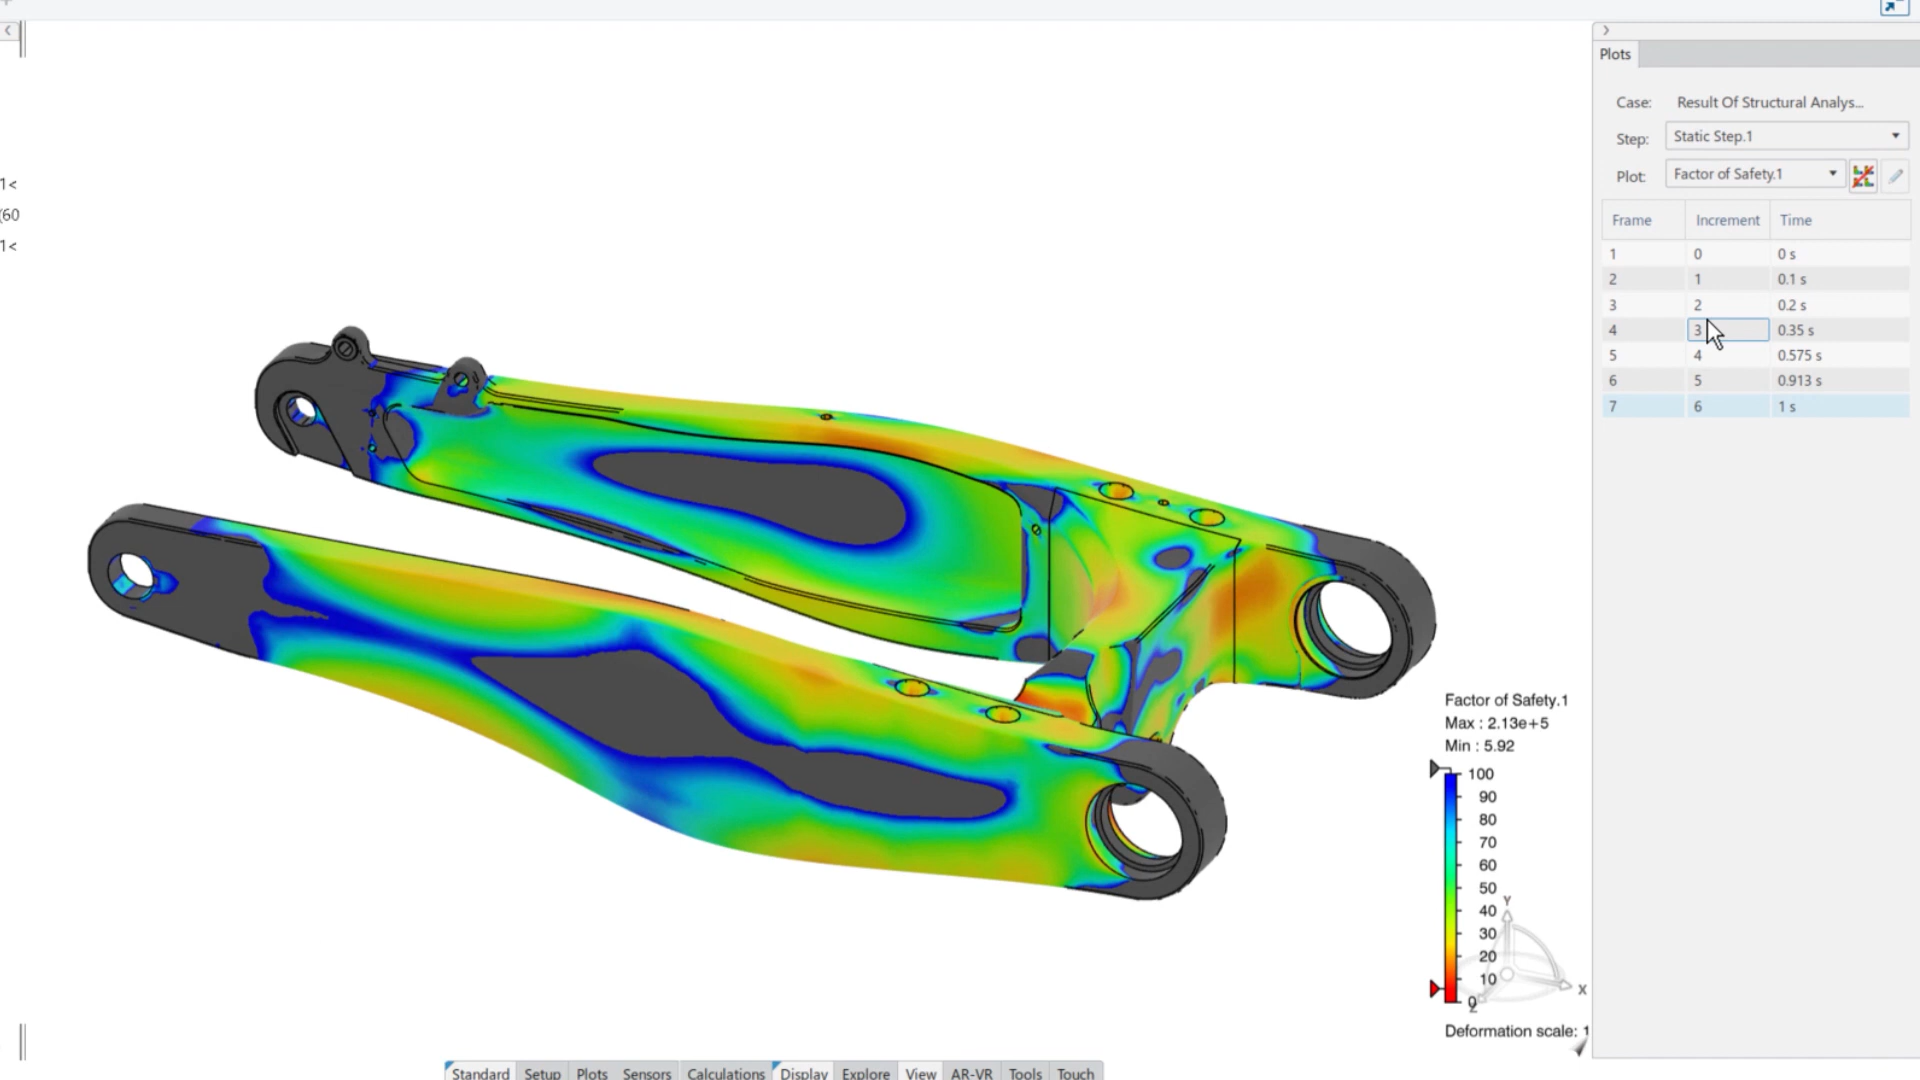 1<
(60
1<
Plots
Case: Result Of Structural Analys...
Step: Static Step.1
Plot: Factor of Safety.1
Frame Increment Time
1 0 0 s
2 1 0.1 s
3 2 0.2 s
4 3 0.35 s
5 4 0.575 s
6 5 0.913 s
7 6 1 s
Factor of Safety.1
Max : 2.13e+5
Min : 5.92
100
90
80
70
60
50
40
30
20
10
0
Y
X
Z
Deformation scale: 1
Standard Setup Plots Sensors Calculations Display Explore View AR-VR Tools Touch